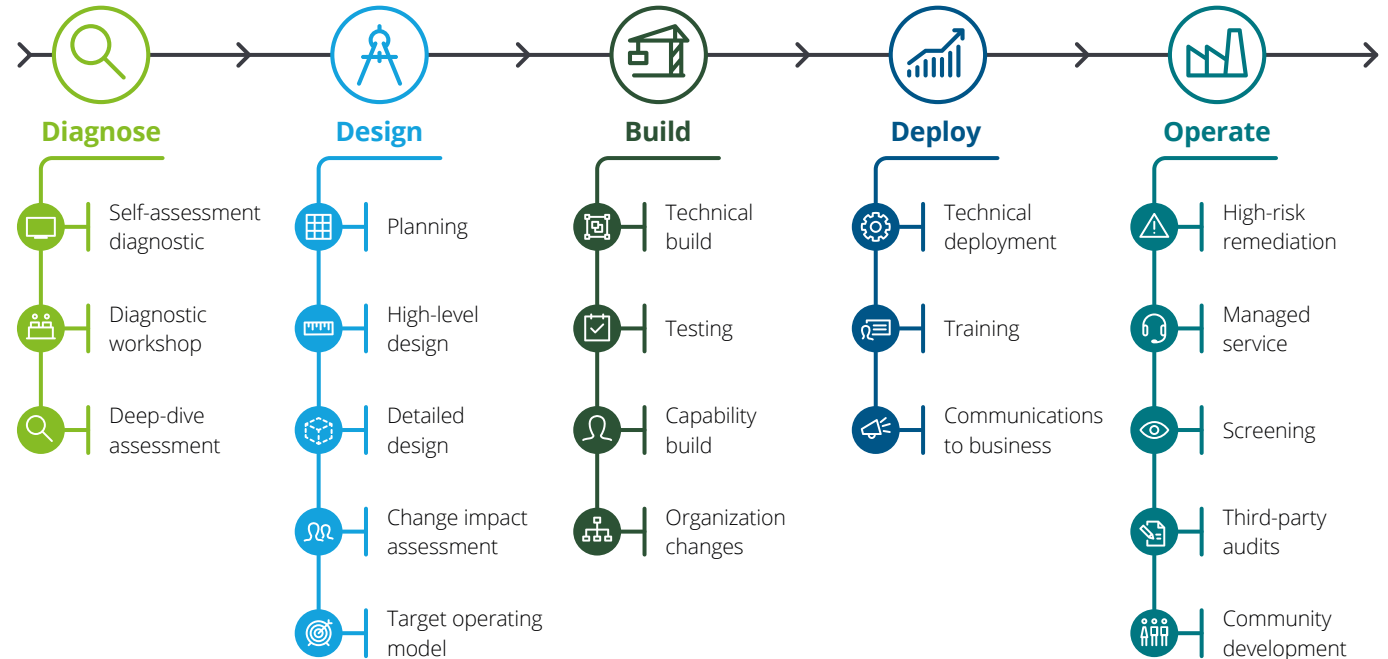 Diagnose
Self-assessment
diagnostic
Diagnostic
workshop
Deep-dive
assessment
Design
Planning
High-level
design
Detailed
design
Change impact
assessment
Target operating
model
Build
Technical
build
Testing
Capability
build
Organization
changes
Deploy
Technical
deployment
Training
Communications
to business
Operate
High-risk
remediation
Managed
service
Screening
Third-party
audits
Community
development